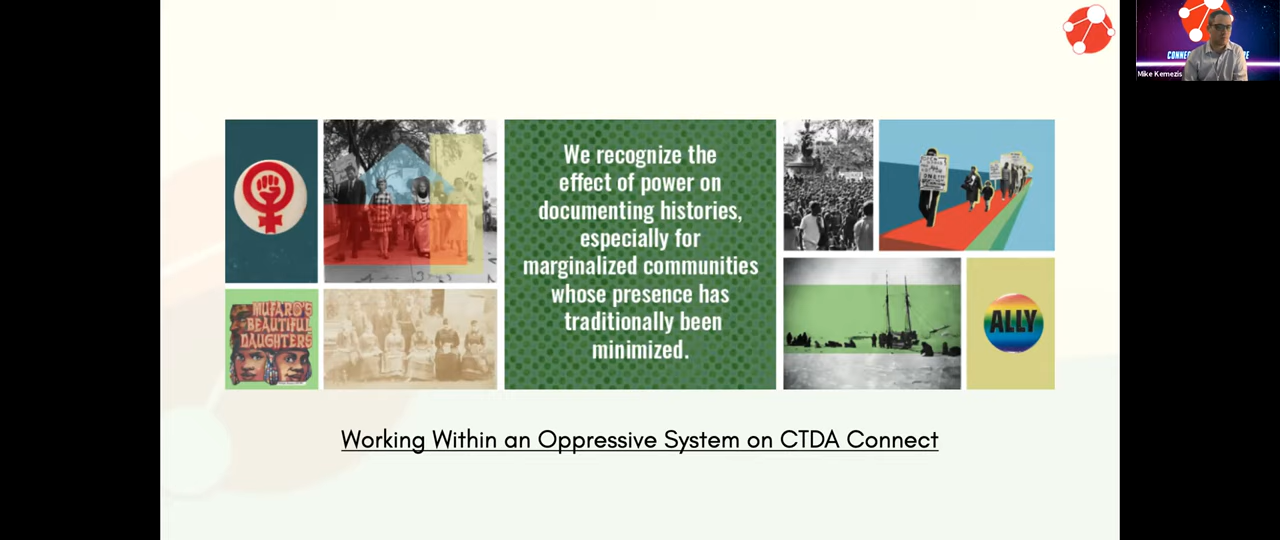 We recognize the
effect of power on
documenting histories,
especially for
marginalized communities
whose presence has
traditionally been
minimized.
MUFARO'S
BEAUTIFUL
DAUGHTERS
ALLY
Working Within an Oppressive System on CTDA Connect
Mike Kemezis